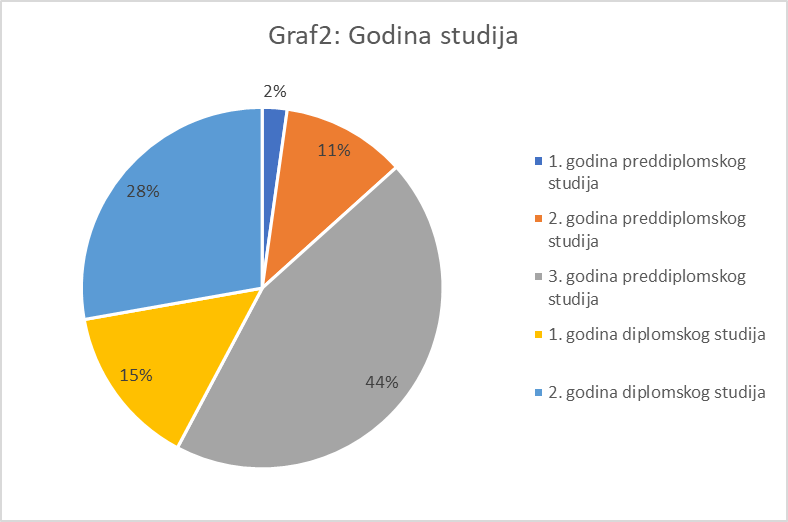 Graf2: Godina studija
2%
11%
28%
15%
44%
1. godina preddiplomskog
studija
2. godina preddiplomskog
studija
3. godina preddiplomskog
studija
1. godina diplomskog studija
2. godina diplomskog studija